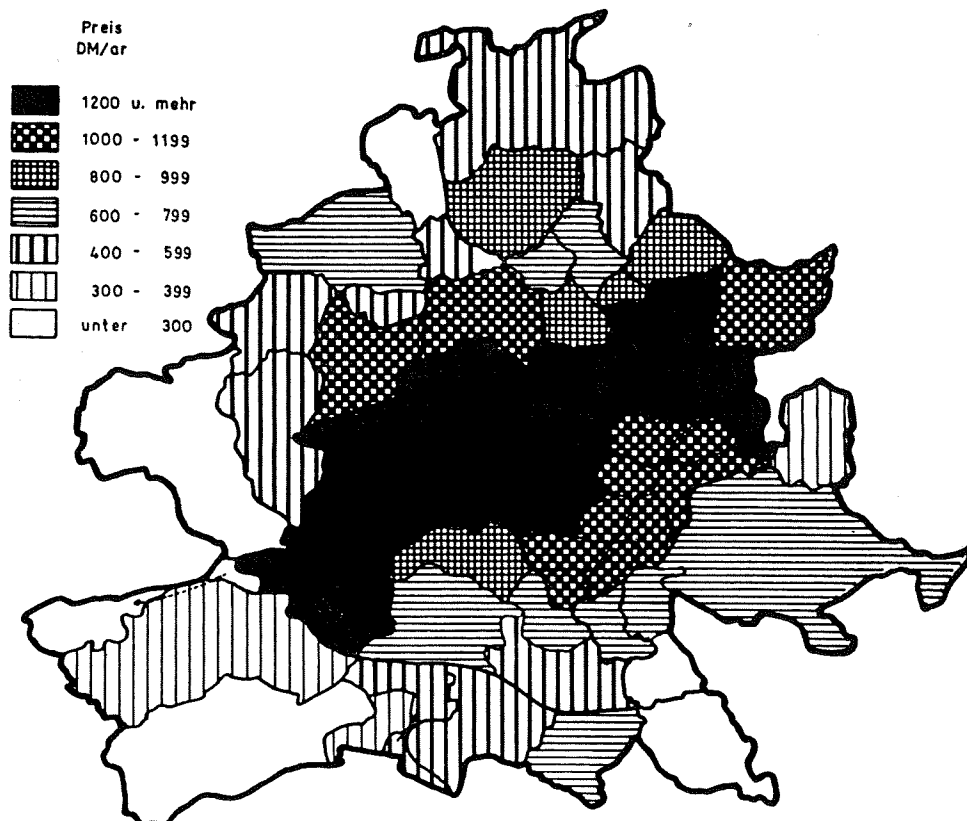 Preis
DM/ar
1200 u. mehr
1000 - 1199
800 - 999
600 - 799
400 - 599
300 - 399
unter 300